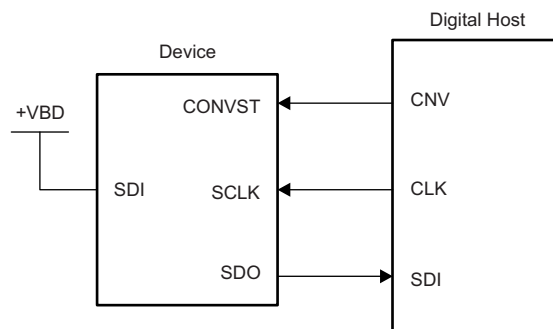 Digital Host
Device
+VBD
CONVST
CNV
SDI
SCLK
CLK
SDO
SDI